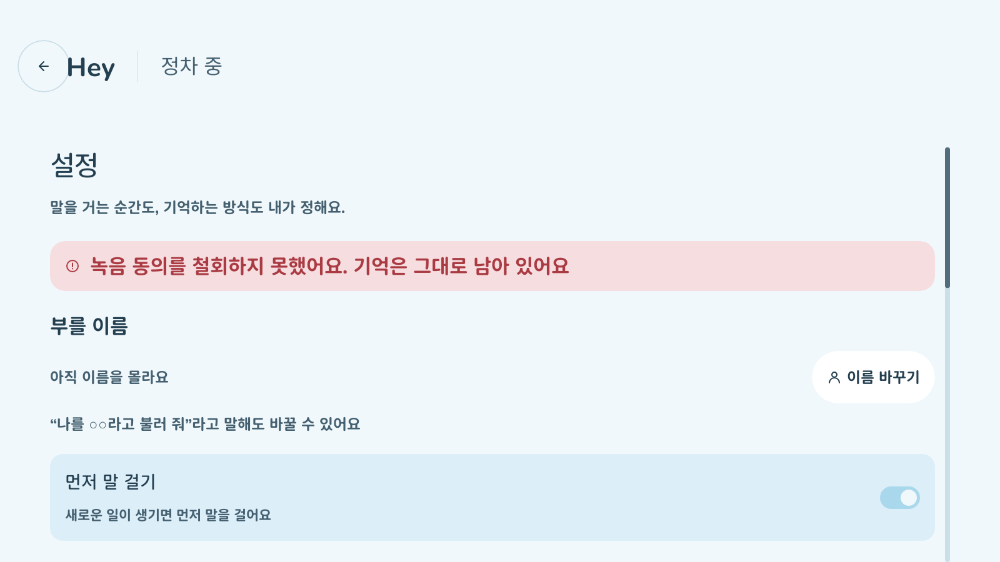 Hey
정차 중
설정
말을 거는 순간도, 기억하는 방식도 내가 정해요.
녹음 동의를 철회하지 못했어요. 기억은 그대로 남아 있어요
부를 이름
아직 이름을 몰라요
이름 바꾸기
“나를 ○○라고 불러 줘”라고 말해도 바꿀 수 있어요
먼저 말 걸기
새로운 일이 생기면 먼저 말을 걸어요